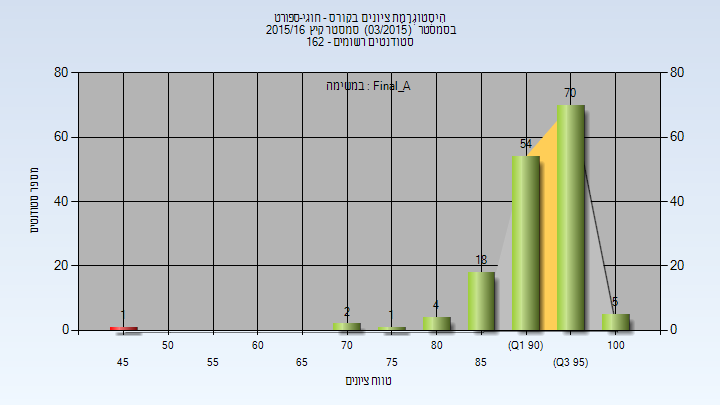 היסטוגרמת ציונים בקורס - חוגי-ספורט
בסמסטר (03/2015) סמסטר קיץ 2015/16
סטודנטים רשומים - 162
במשימה : Final_A
80 80
60 60
40 40
20 20
0 0
מספר סטודנטים
1 2 1 4 18 54 70 5
50 60 70 80 (Q1 90) 100
45 55 65 75 85 (Q3 95)
טווח ציונים